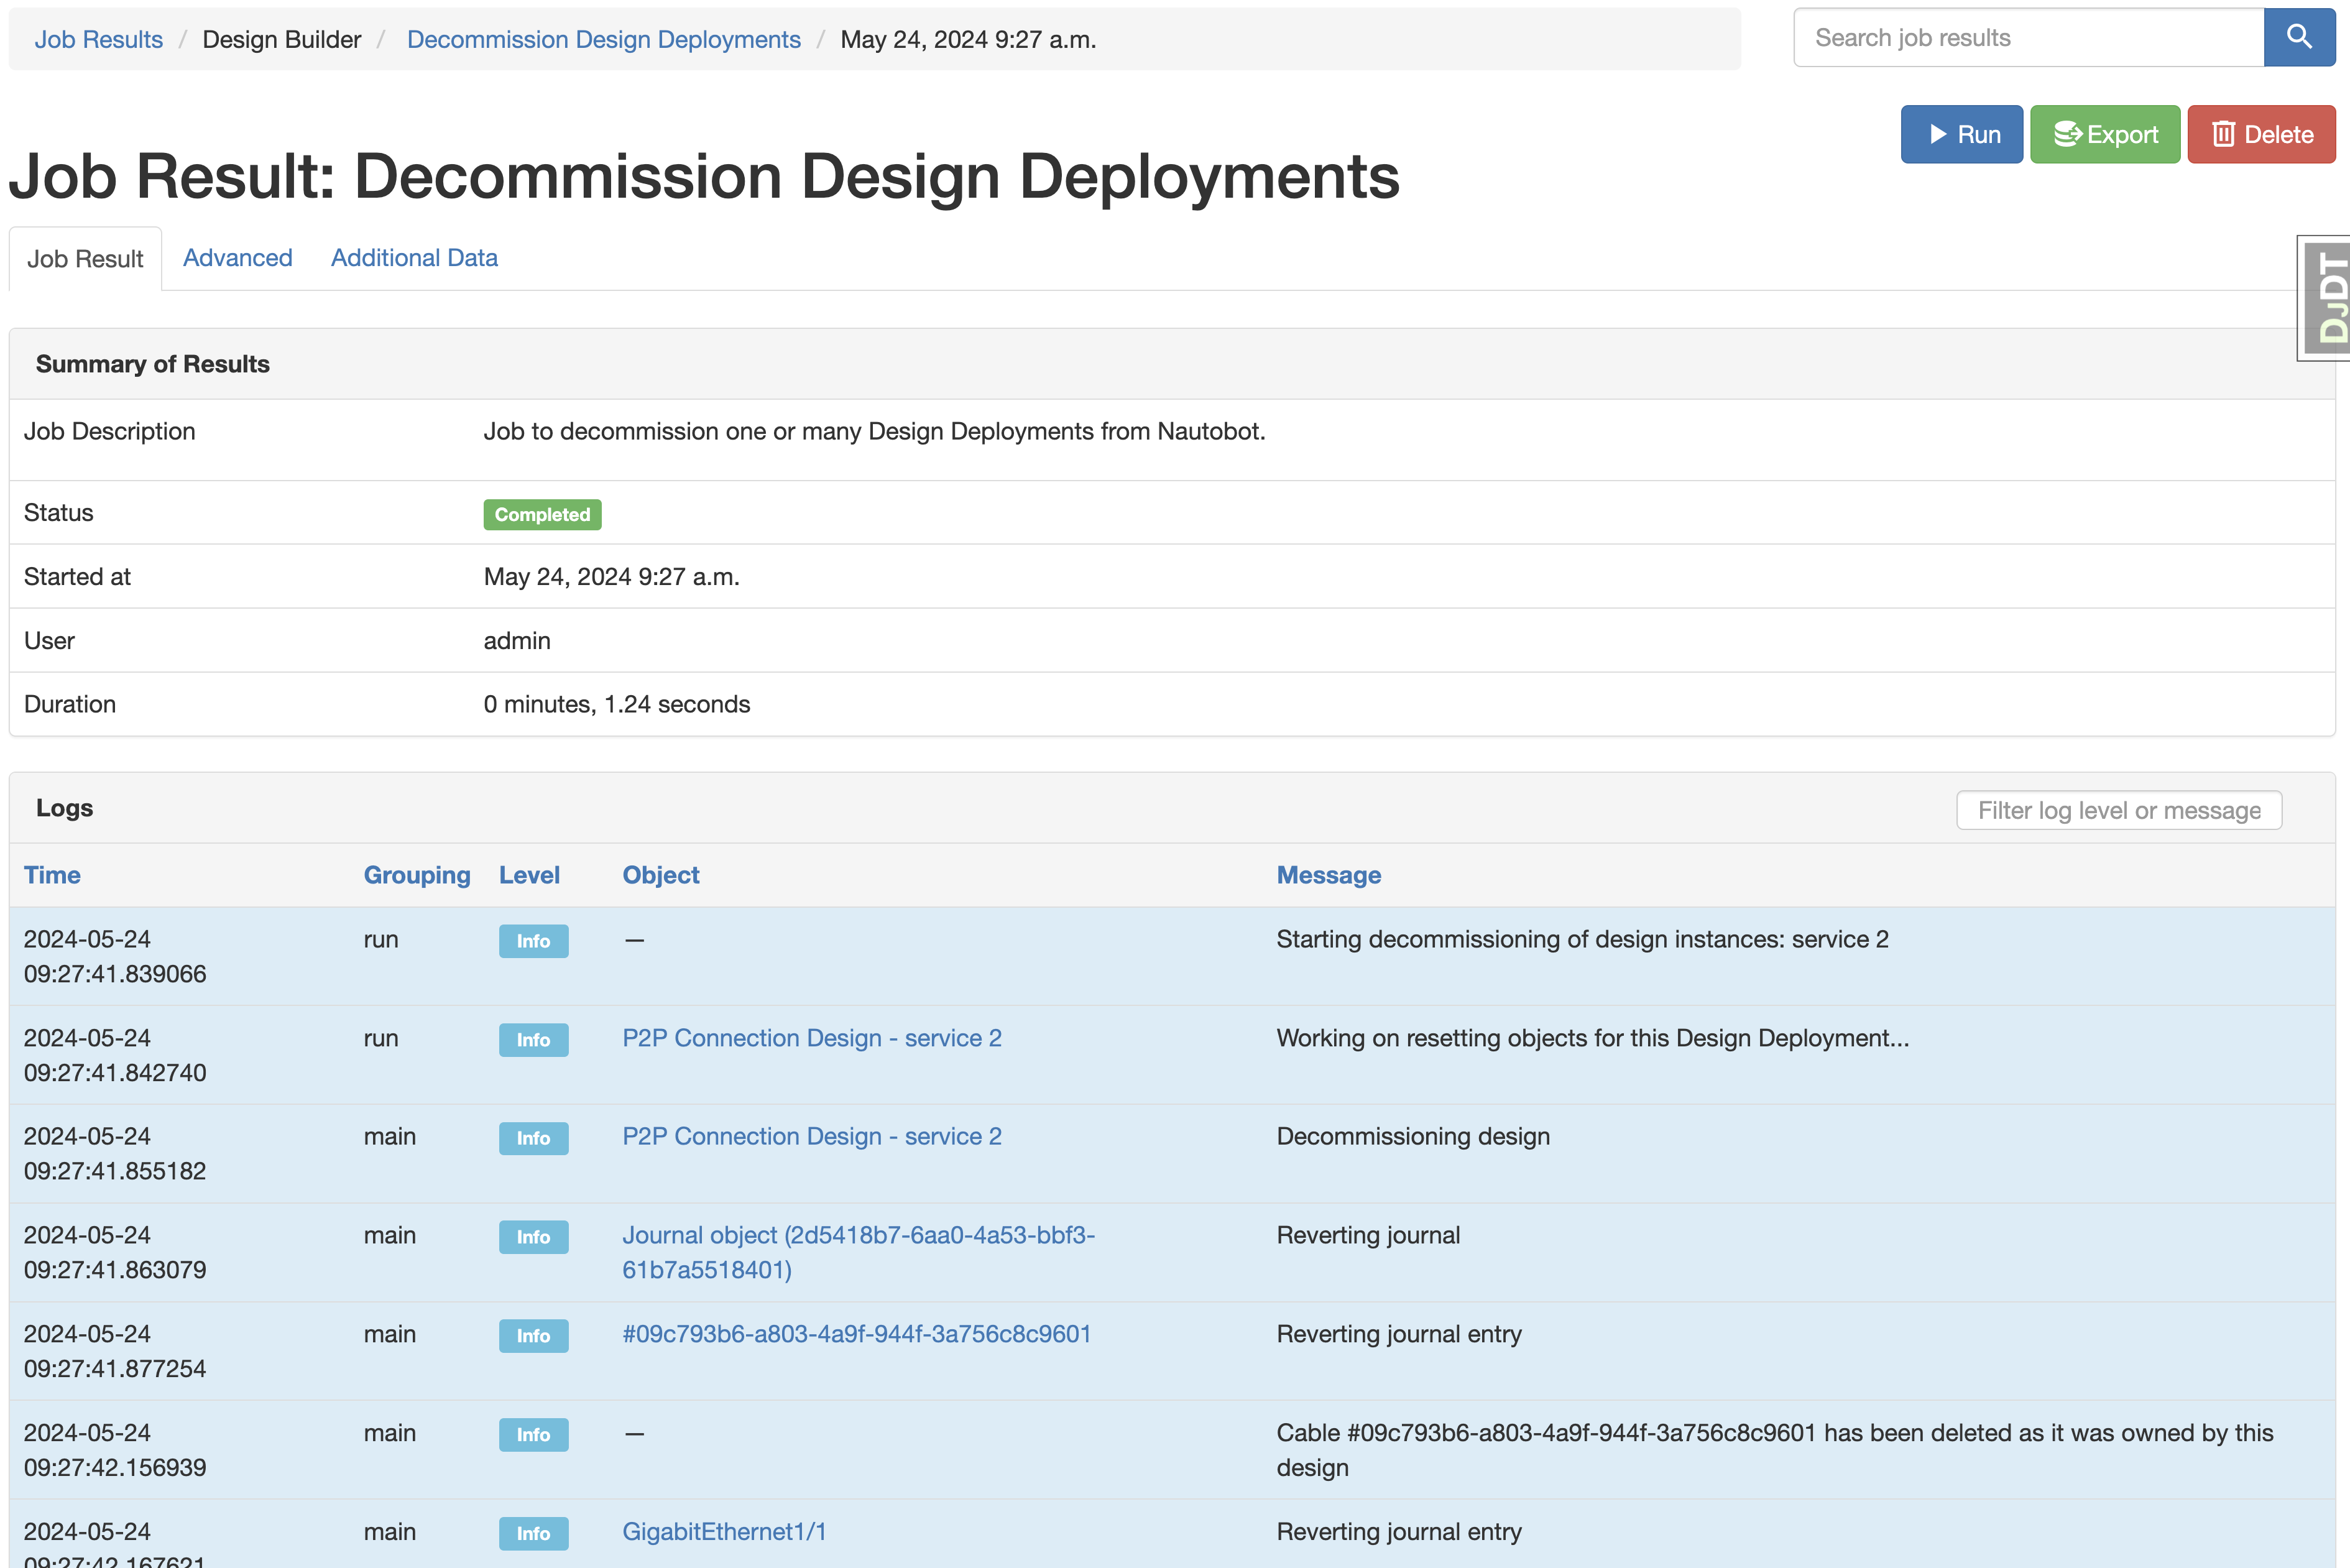 Job Results / Design Builder / Decommission Design Deployments / May 24, 2024 9:27 a.m.
Search job results
Run Export Delete
Job Result: Decommission Design Deployments
Job Result Advanced Additional Data
DJDT
Summary of Results
Job Description Job to decommission one or many Design Deployments from Nautobot.
Status Completed
Started at May 24, 2024 9:27 a.m.
User admin
Duration 0 minutes, 1.24 seconds
Logs Filter log level or message
Time Grouping Level Object Message
2024-05-24 run Info — Starting decommissioning of design instances: service 2
09:27:41.839066
2024-05-24 run Info P2P Connection Design - service 2 Working on resetting objects for this Design Deployment...
09:27:41.842740
2024-05-24 main Info P2P Connection Design - service 2 Decommissioning design
09:27:41.855182
2024-05-24 main Info Journal object (2d5418b7-6aa0-4a53-bbf3- Reverting journal
09:27:41.863079 61b7a5518401)
2024-05-24 main Info #09c793b6-a803-4a9f-944f-3a756c8c9601 Reverting journal entry
09:27:41.877254
2024-05-24 main Info — Cable #09c793b6-a803-4a9f-944f-3a756c8c9601 has been deleted as it was owned by this
09:27:42.156939 design
2024-05-24 main Info GigabitEthernet1/1 Reverting journal entry
09:27:42.167621